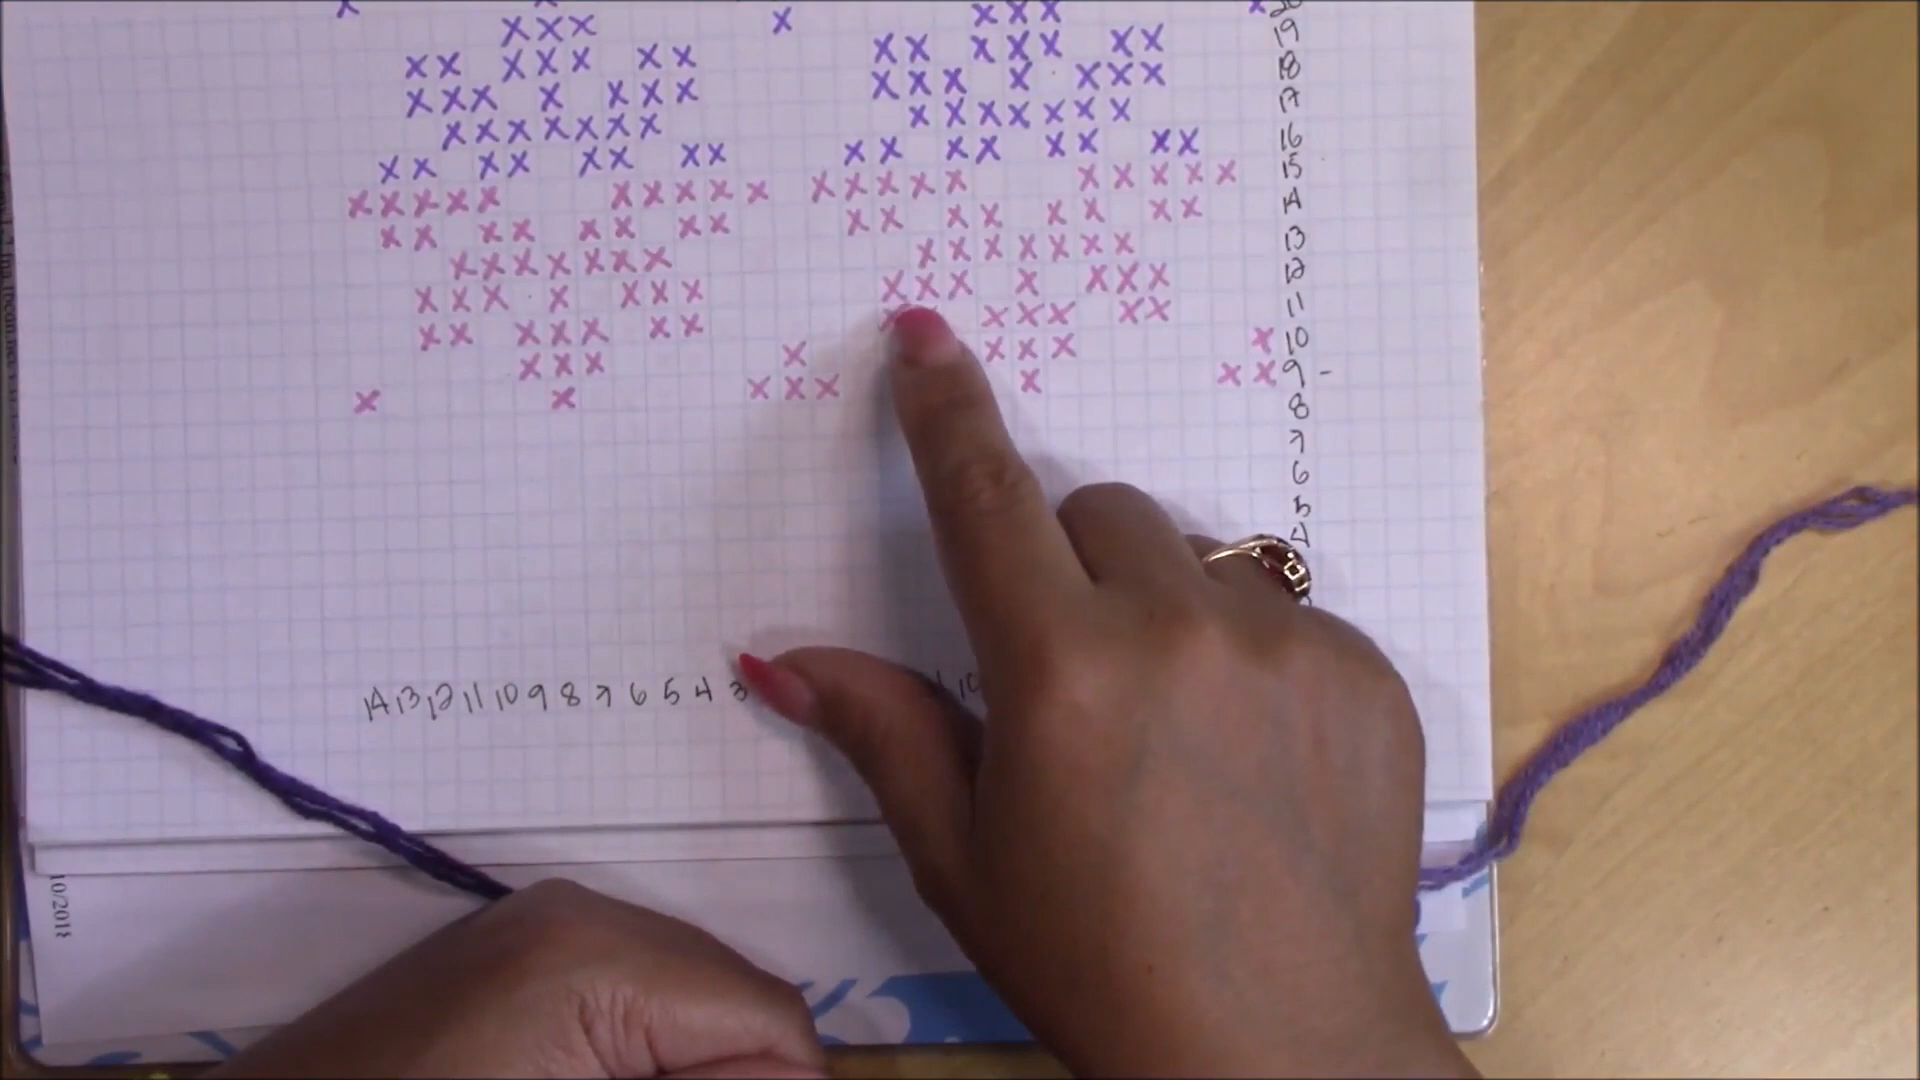 X X X X
X X X X X X X X
X X X X X X X X X X X X X X 19
X X X X X X X X X X X X X X 18
X X X X X X X X X X X X X X 17
X X X X X X X X X X X X X X X X 16
X X X X X X X X X X X X X X X X X X X X 15
X X X X X X X X X X X X X X X X 14
X X X X X X X X X X X X X X 13
X X X X X X X X X X X X X X 12
X X X X X X X X X X X X X 11
X X X X X X X X 10
X X X X X X X X 9 -
8
7
6
5
4
14 13 12 11 10 9 8 7 6 5 4 3
10/2018